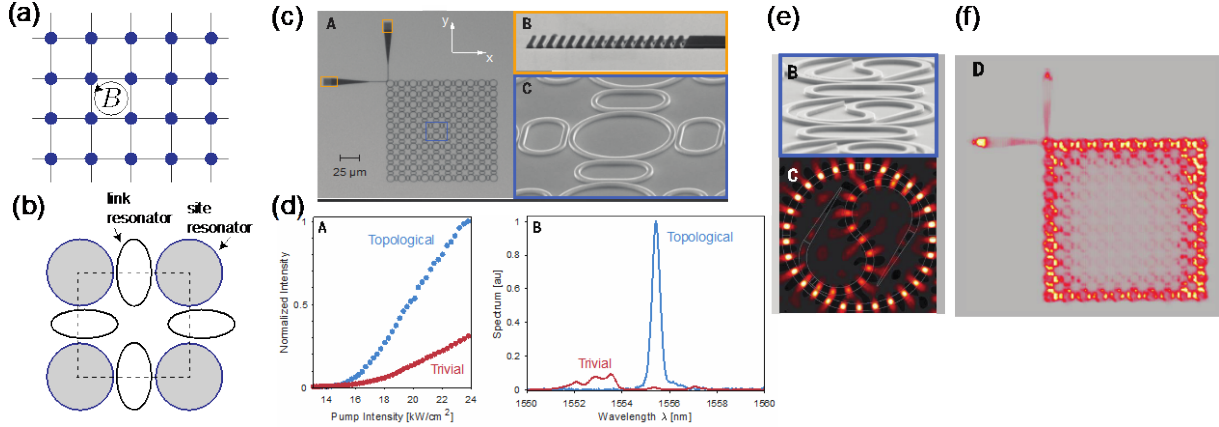 (a)
B
(b)
link
resonator
site
resonator
(c)
A
y
x
25 µm
B
C
(d)
A
Normalized Intensity
1
0.5
0
Topological
Trivial
16
18
20
22
24
Pump Intensity [kW/cm2]
B
Spectrum [au]
1
0.8
0.6
0.4
0.2
0
Topological
Trivial
1550
1552
1554
1556
1558
1560
Wavelength λ [nm]
(e)
B
C
(f)
D